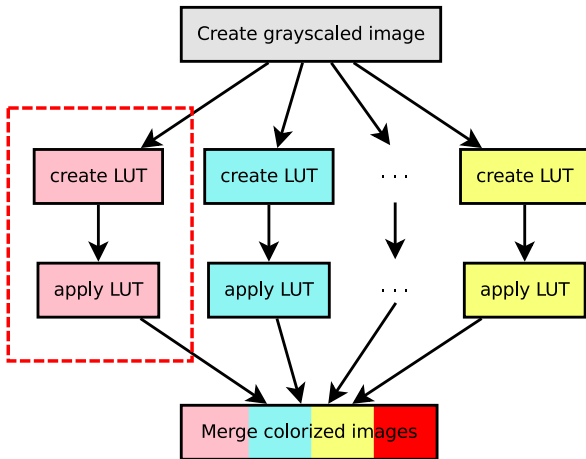 Create grayscaled image
create LUT
create LUT
. . .
create LUT
apply LUT
apply LUT
. . .
apply LUT
Merge colorized images